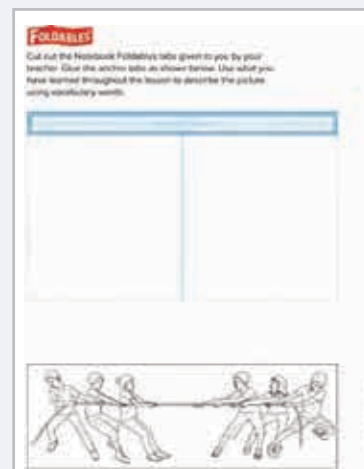 FOLDABLES
Cut out the Notebook Foldables tabs given to you by your
teacher. Glue the anchor tabs as shown below. Use what you
have learned throughout the lesson to describe the picture
using vocabulary words.